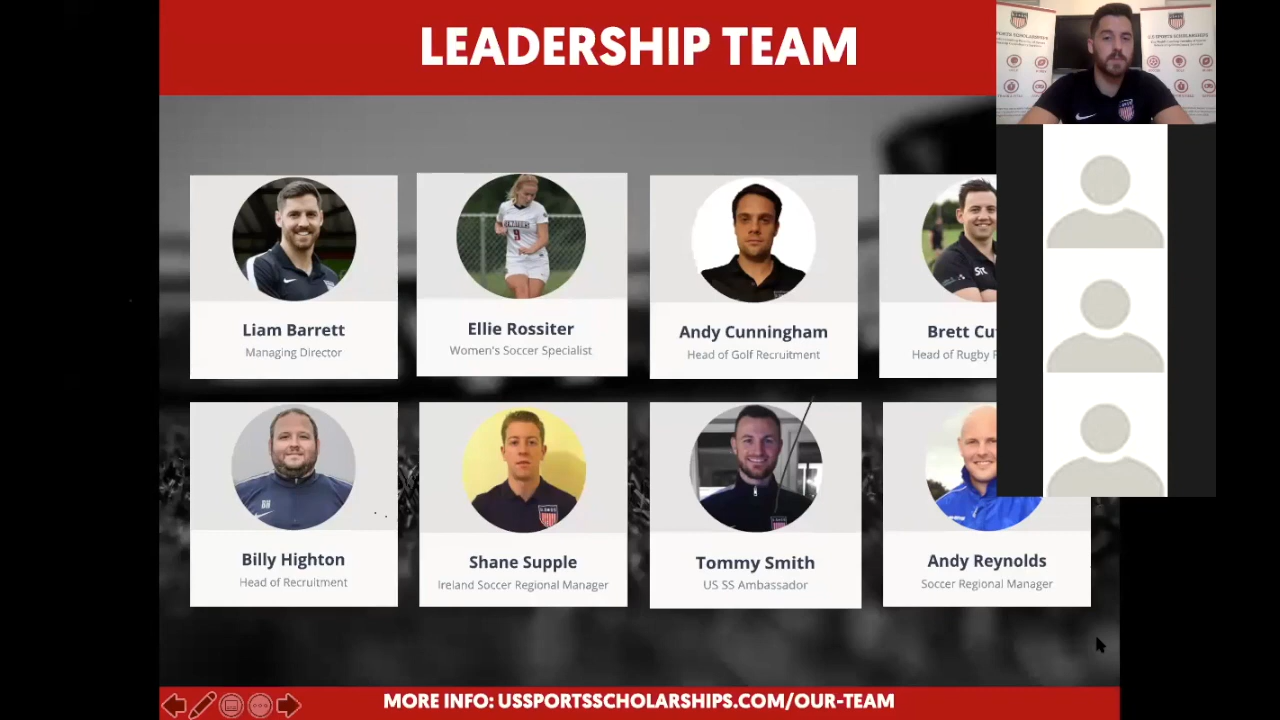 LEADERSHIP TEAM
U.S. SPORTS SCHOLARSHIPS
Liam Barrett
Managing Director
Ellie Rossiter
Women's Soccer Specialist
Andy Cunningham
Head of Golf Recruitment
Brett
Head of Rugby
Billy Highton
Head of Recruitment
Shane Supple
Ireland Soccer Regional Manager
Tommy Smith
US SS Ambassador
Andy Reynolds
Soccer Regional Manager
MORE INFO: USSPORTSSCHOLARSHIPS.COM/OUR-TEAM